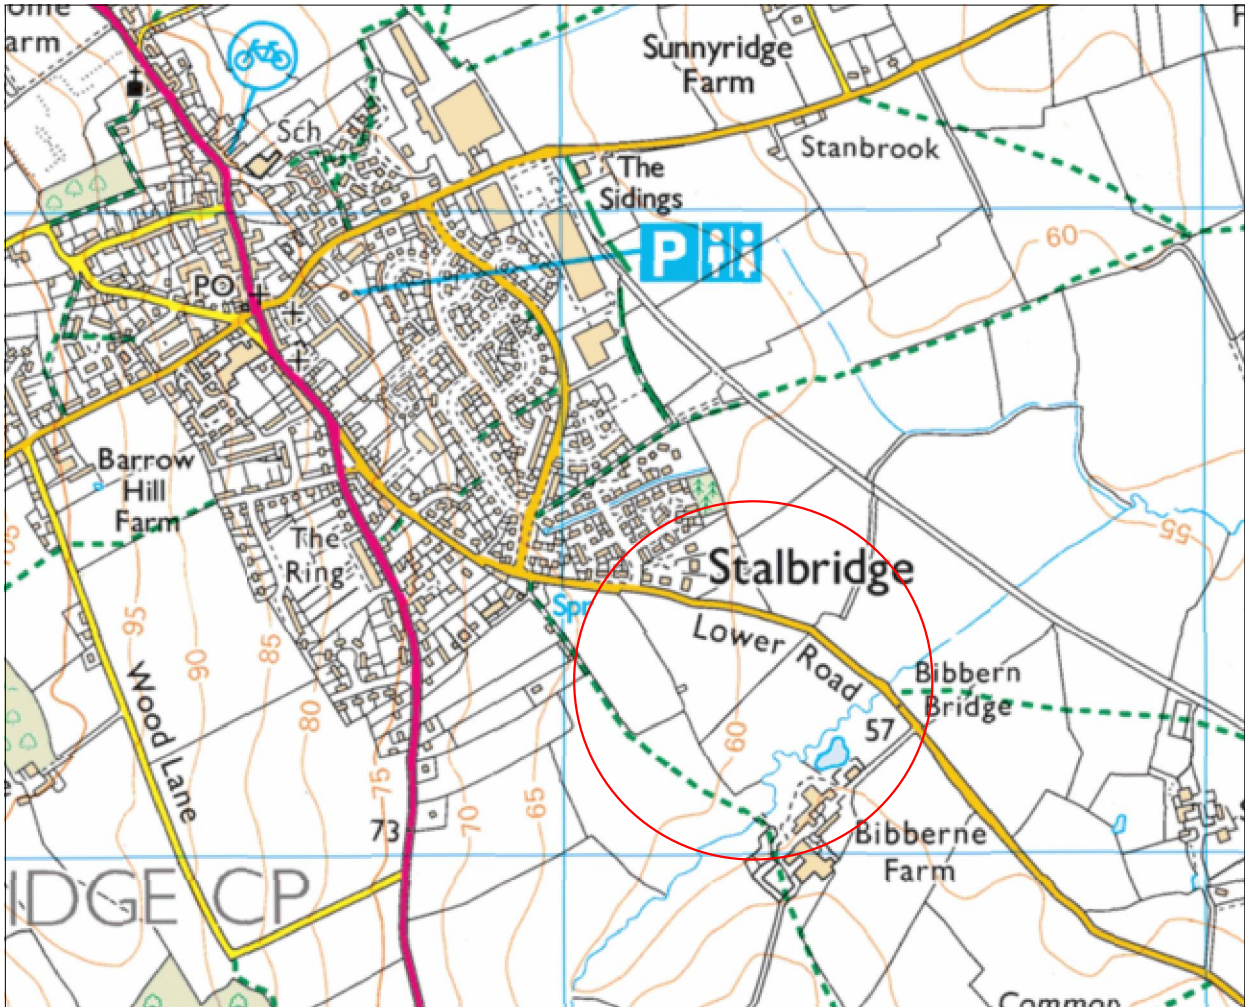 arm
Sunnyridge
Farm
Sch
Stanbrook
The
Sidings
P
60
PO
Barrow
Hill
Farm
The
Ring
Stalbridge
55
Spr
Lower Road
95
90
85
80
75
70
65
60
Bibbern
Bridge
57
Wood Lane
73
Bibberne
Farm
IDGE CP
Common